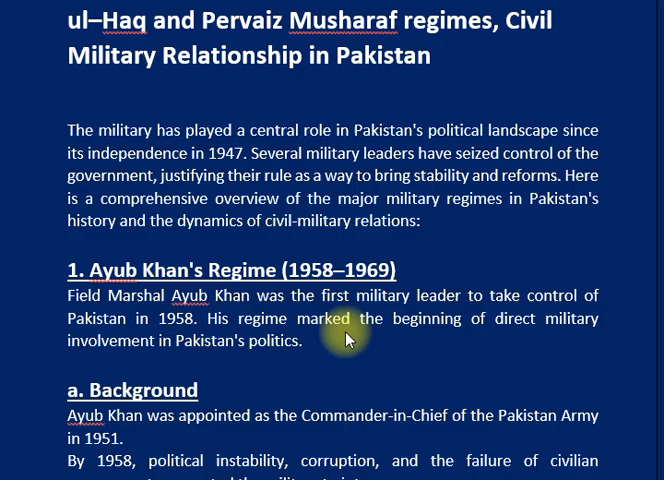 ul–Haq and Pervaiz Musharaf regimes, Civil
Military Relationship in Pakistan
The military has played a central role in Pakistan's political landscape since
its independence in 1947. Several military leaders have seized control of the
government, justifying their rule as a way to bring stability and reforms. Here
is a comprehensive overview of the major military regimes in Pakistan's
history and the dynamics of civil-military relations:
1. Ayub Khan's Regime (1958–1969)
Field Marshal Ayub Khan was the first military leader to take control of
Pakistan in 1958. His regime marked the beginning of direct military
involvement in Pakistan's politics.
a. Background
Ayub Khan was appointed as the Commander-in-Chief of the Pakistan Army
in 1951.
By 1958, political instability, corruption, and the failure of civilian